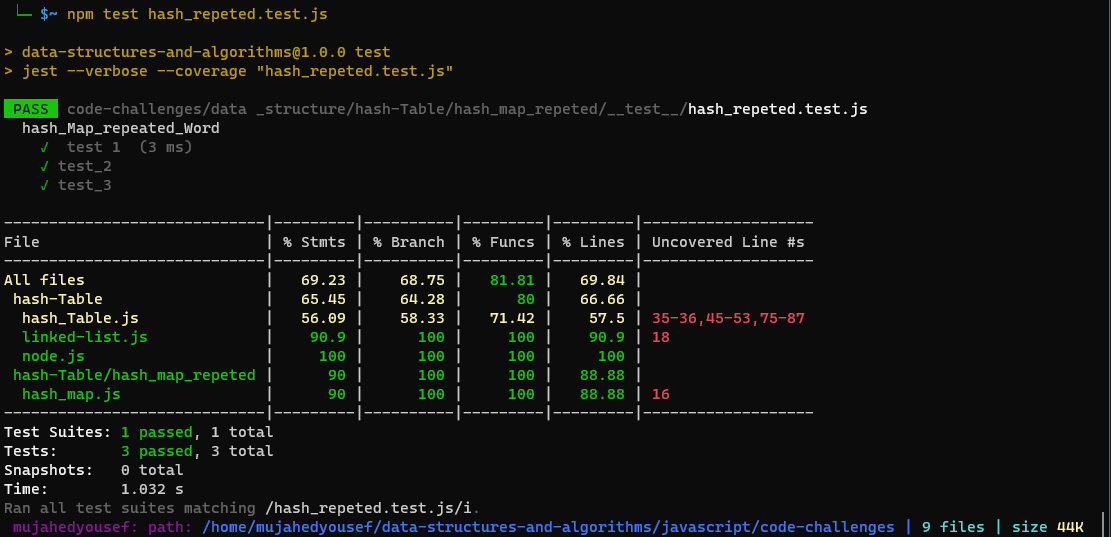 └─ $~ npm test hash_repeted.test.js
> data-structures-and-algorithms@1.0.0 test
> jest --verbose --coverage "hash_repeted.test.js"
PASS code-challenges/data _structure/hash-Table/hash_map_repeted/__test__/hash_repeted.test.js
  hash_Map_repeated_Word
    √  test 1  (3 ms)
    √ test_2
    √ test_3
-----------------------------|---------|----------|---------|---------|-------------------
File                         | % Stmts | % Branch | % Funcs | % Lines | Uncovered Line #s
-----------------------------|---------|----------|---------|---------|-------------------
All files                    |   69.23 |    68.75 |   81.81 |   69.84 |
 hash-Table                  |   65.45 |    64.28 |      80 |   66.66 |
  hash_Table.js              |   56.09 |    58.33 |   71.42 |    57.5 | 35-36,45-53,75-87
  linked-list.js             |    90.9 |      100 |     100 |    90.9 | 18
  node.js                    |     100 |      100 |     100 |     100 |
 hash-Table/hash_map_repeted |      90 |      100 |     100 |   88.88 |
  hash_map.js                |      90 |      100 |     100 |   88.88 | 16
-----------------------------|---------|----------|---------|---------|-------------------
Test Suites: 1 passed, 1 total
Tests:       3 passed, 3 total
Snapshots:   0 total
Time:        1.032 s
Ran all test suites matching /hash_repeted.test.js/i.
mujahedyousef: path: /home/mujahedyousef/data-structures-and-algorithms/javascript/code-challenges | 9 files | size 44K